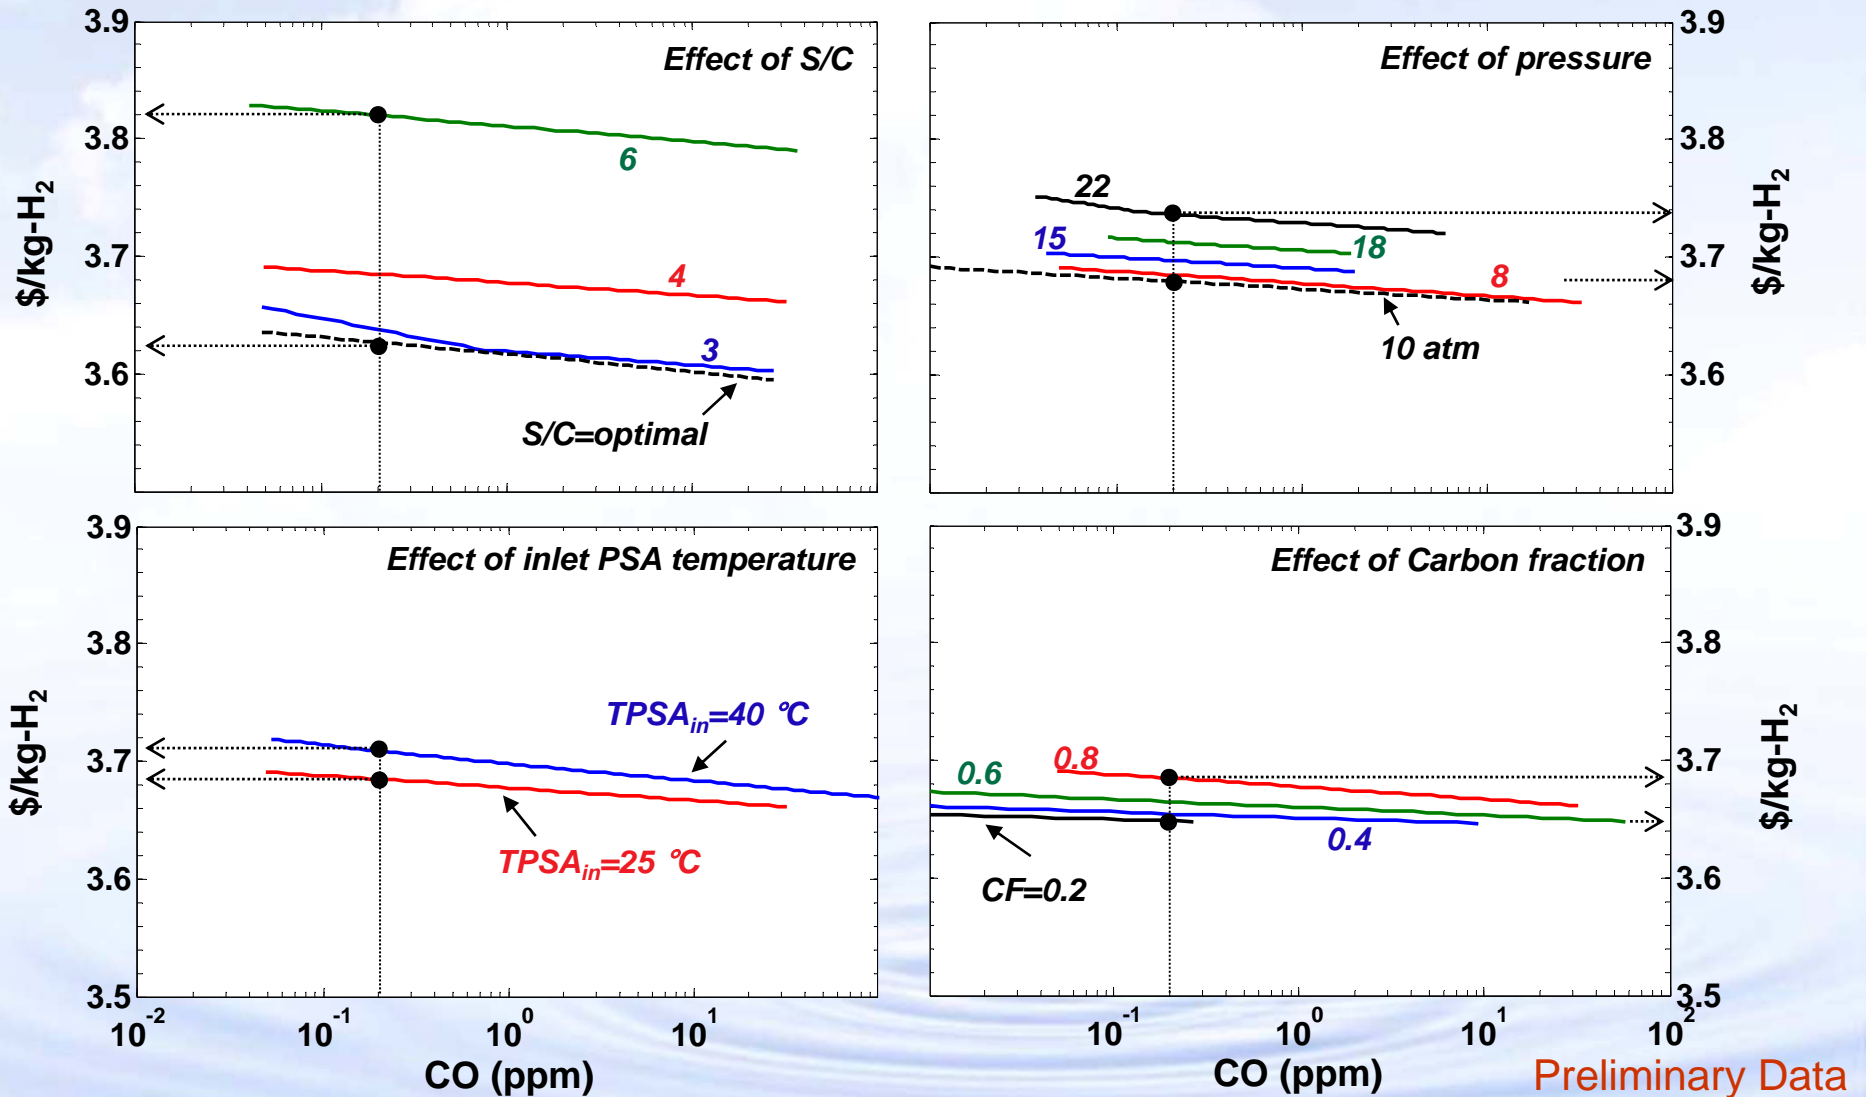 Effect of S/C
3.9
3.8
3.7
3.6
$/kg-H2
6
4
3
S/C=optimal
Effect of pressure
22
15
18
8
10 atm
3.9
3.8
3.7
3.6
$/kg-H2
Effect of inlet PSA temperature
3.9
3.8
3.7
3.6
3.5
$/kg-H2
TPSAin=40 °C
TPSAin=25 °C
10-2
10-1
100
101
CO (ppm)
Effect of Carbon fraction
0.6
0.8
0.4
CF=0.2
3.9
3.8
3.7
3.6
3.5
$/kg-H2
10-1
100
101
102
CO (ppm)
Preliminary Data